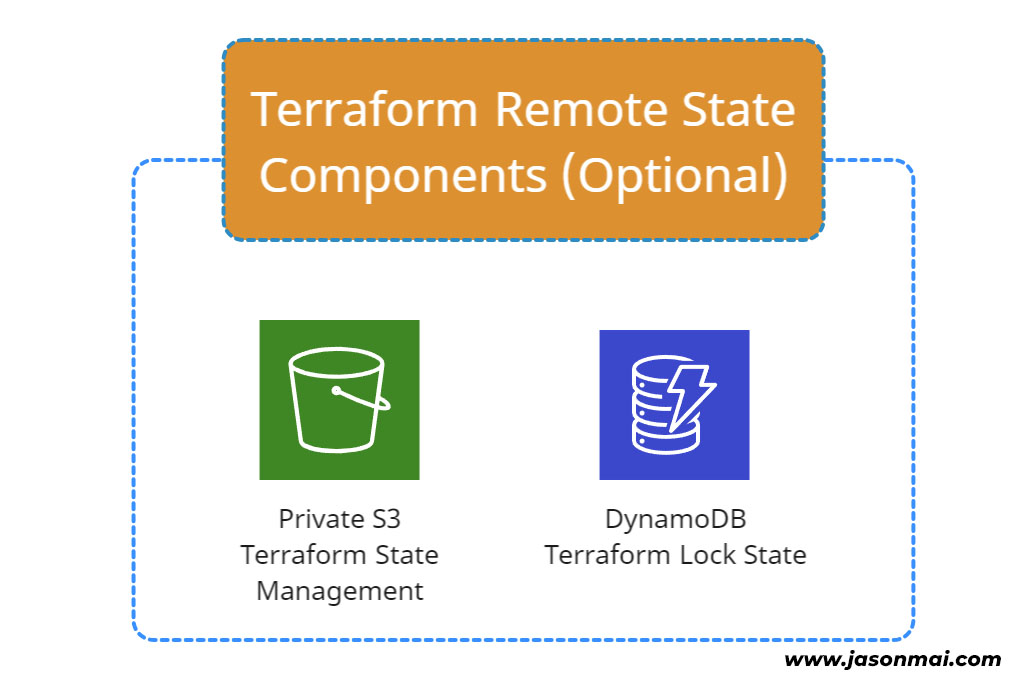 Terraform Remote State
Components (Optional)
Private S3
Terraform State
Management
DynamoDB
Terraform Lock State
www.jasonmai.com